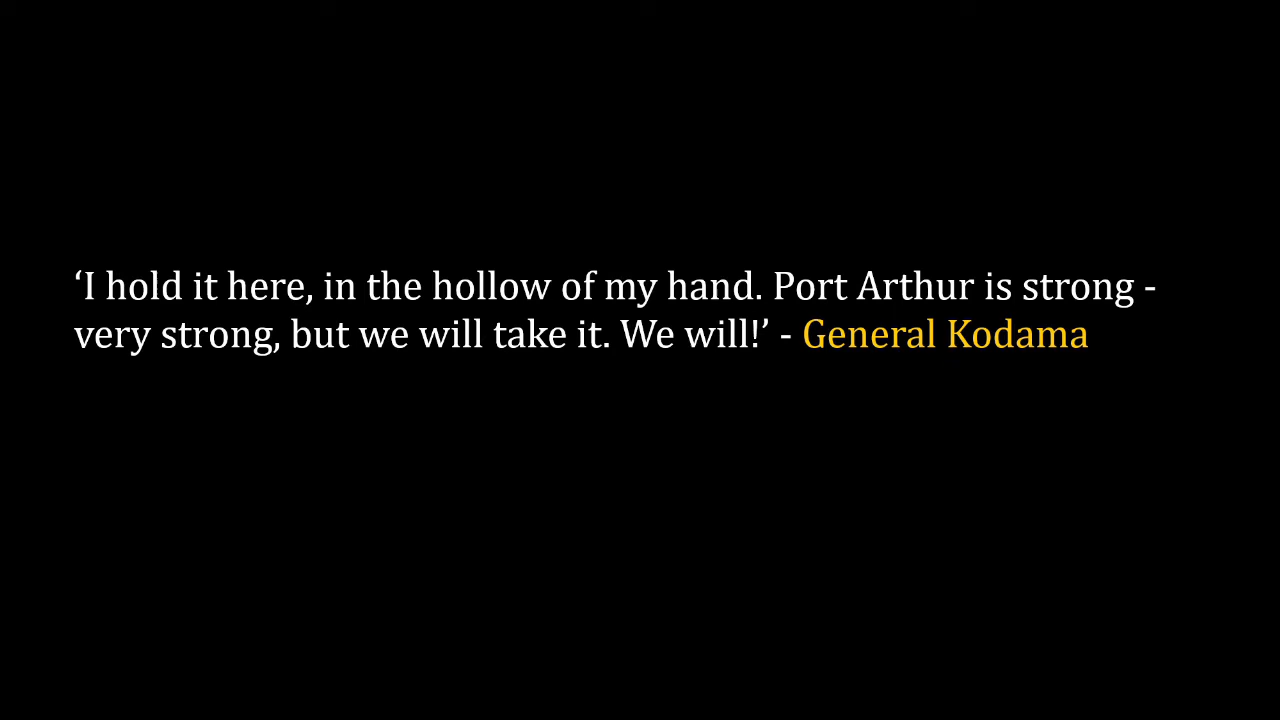 ‘I hold it here, in the hollow of my hand. Port Arthur is strong -
very strong, but we will take it. We will!’ - General Kodama